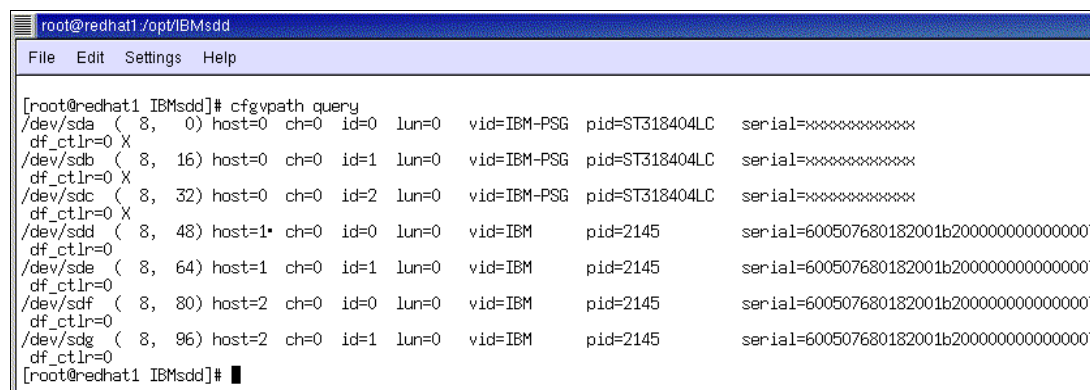 root@redhat1:/opt/IBMsdd
File Edit Settings Help
[root@redhat1 IBMsdd]# cfgvpath query
/dev/sda ( 8, 0) host=0 ch=0 id=0 lun=0 vid=IBM-PSG pid=ST318404LC serial=xxxxxxxxxxxx
df_ctlr=0 X
/dev/sdb ( 8, 16) host=0 ch=0 id=1 lun=0 vid=IBM-PSG pid=ST318404LC serial=xxxxxxxxxxxx
df_ctlr=0 X
/dev/sdc ( 8, 32) host=0 ch=0 id=2 lun=0 vid=IBM-PSG pid=ST318404LC serial=xxxxxxxxxxxx
df_ctlr=0 X
/dev/sdd ( 8, 48) host=1 ch=0 id=0 lun=0 vid=IBM pid=2145 serial=600507680182001b200000000000000
df_ctlr=0
/dev/sde ( 8, 64) host=1 ch=0 id=1 lun=0 vid=IBM pid=2145 serial=600507680182001b200000000000000
df_ctlr=0
/dev/sdf ( 8, 80) host=2 ch=0 id=0 lun=0 vid=IBM pid=2145 serial=600507680182001b200000000000000
df_ctlr=0
/dev/sdg ( 8, 96) host=2 ch=0 id=1 lun=0 vid=IBM pid=2145 serial=600507680182001b200000000000000
df_ctlr=0
[root@redhat1 IBMsdd]#